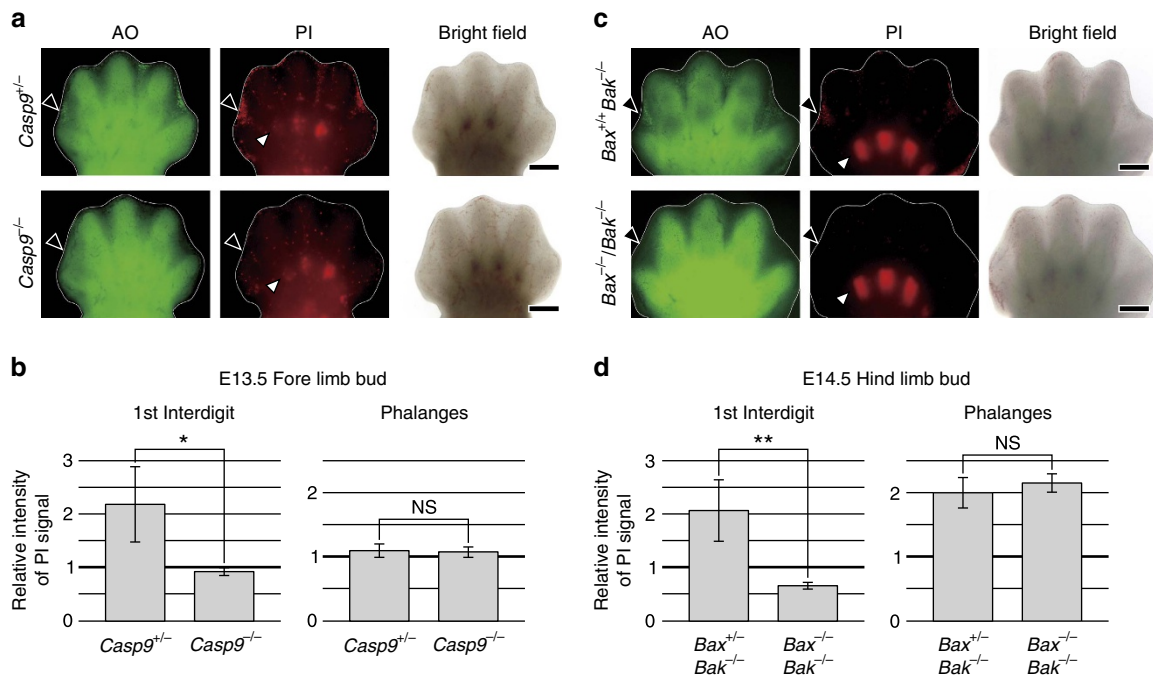 a
AO PI Bright field
Casp9+/–
Casp9–/–
c
AO PI Bright field
Bax+/+Bak–/–
Bax–/–/Bak–/–
b
E13.5 Fore limb bud
1st Interdigit
Phalanges
Relative intensity
of PI signal
3
2
1
0
*
Casp9+/– Casp9–/–
2
1
0
NS
Casp9+/– Casp9–/–
d
E14.5 Hind limb bud
1st Interdigit
Phalanges
Relative intensity
of PI signal
3
2
1
0
**
Bax+/– Bax–/–
Bak–/– Bak–/–
3
2
1
0
NS
Bax+/– Bax–/–
Bak–/– Bak–/–